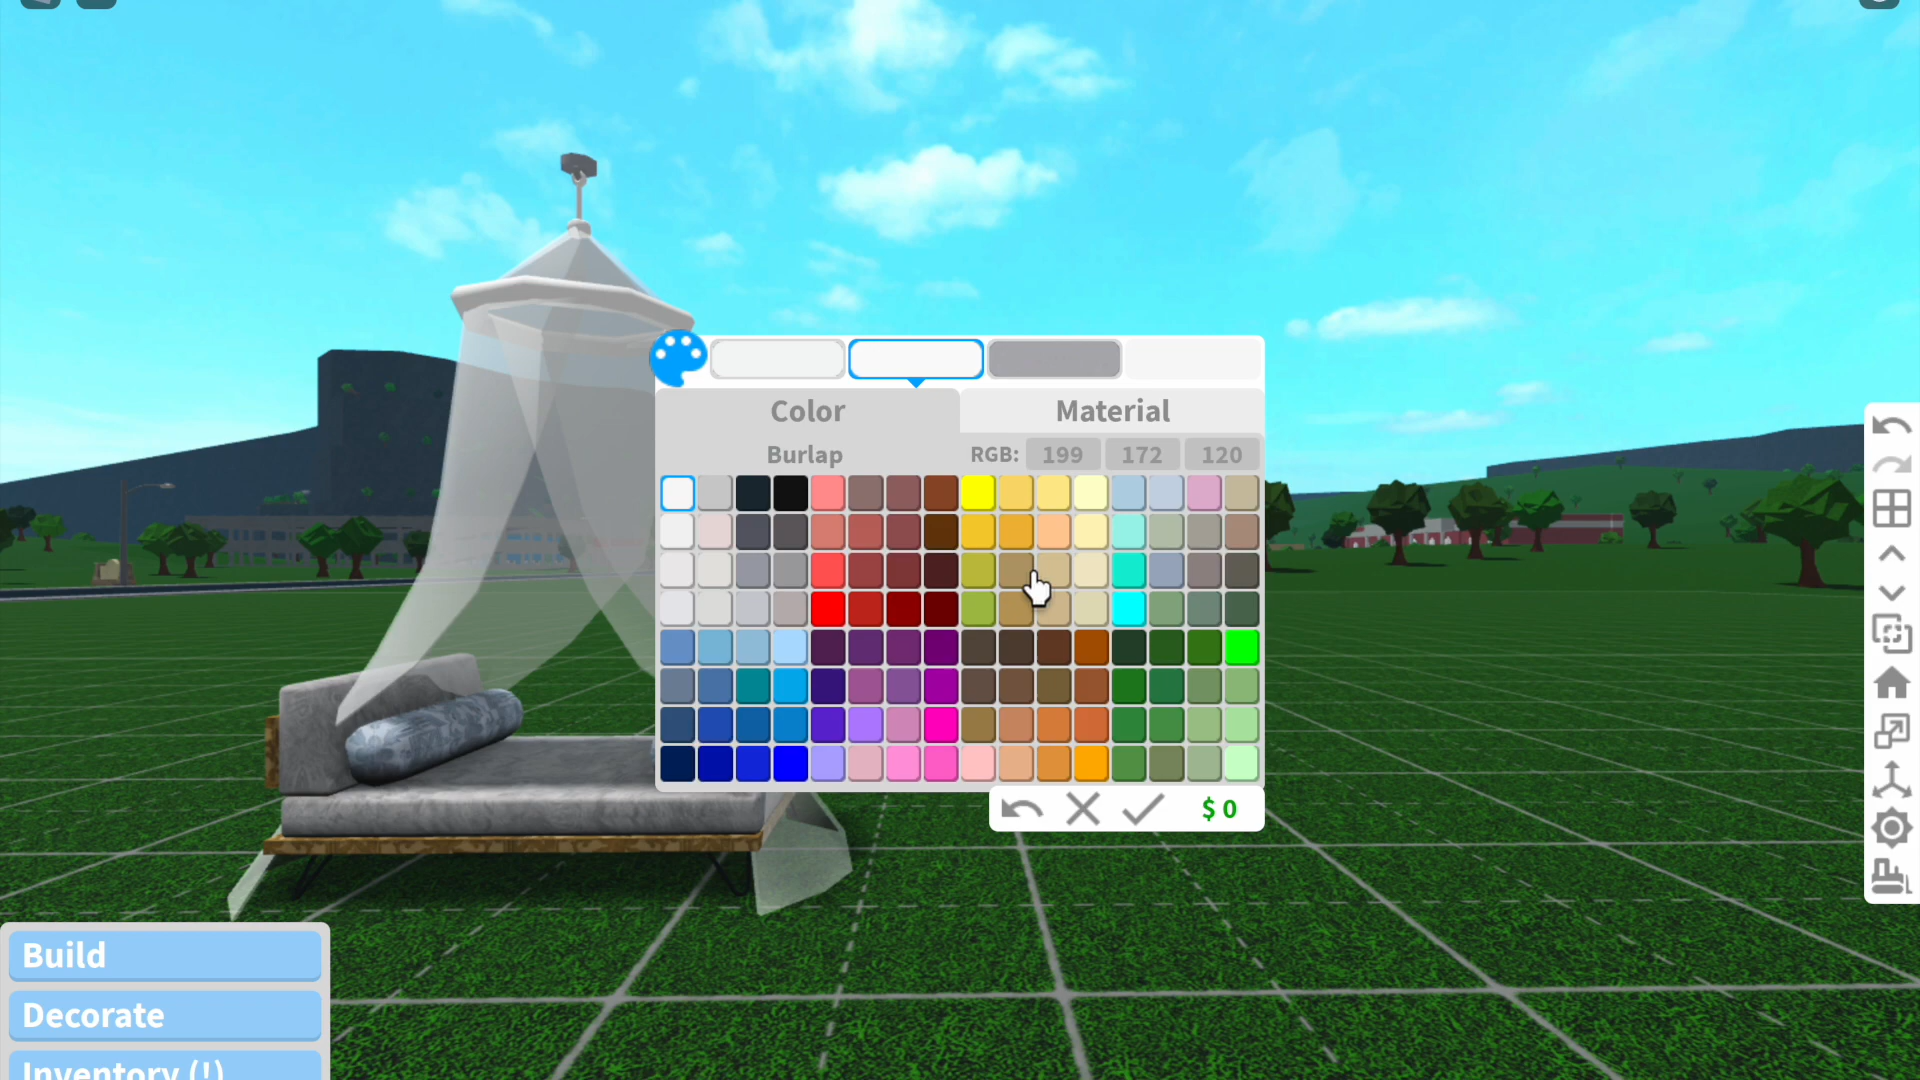 Color
Material
Burlap
RGB: 199 172 120
$ 0
Build
Decorate
Inventory (!)